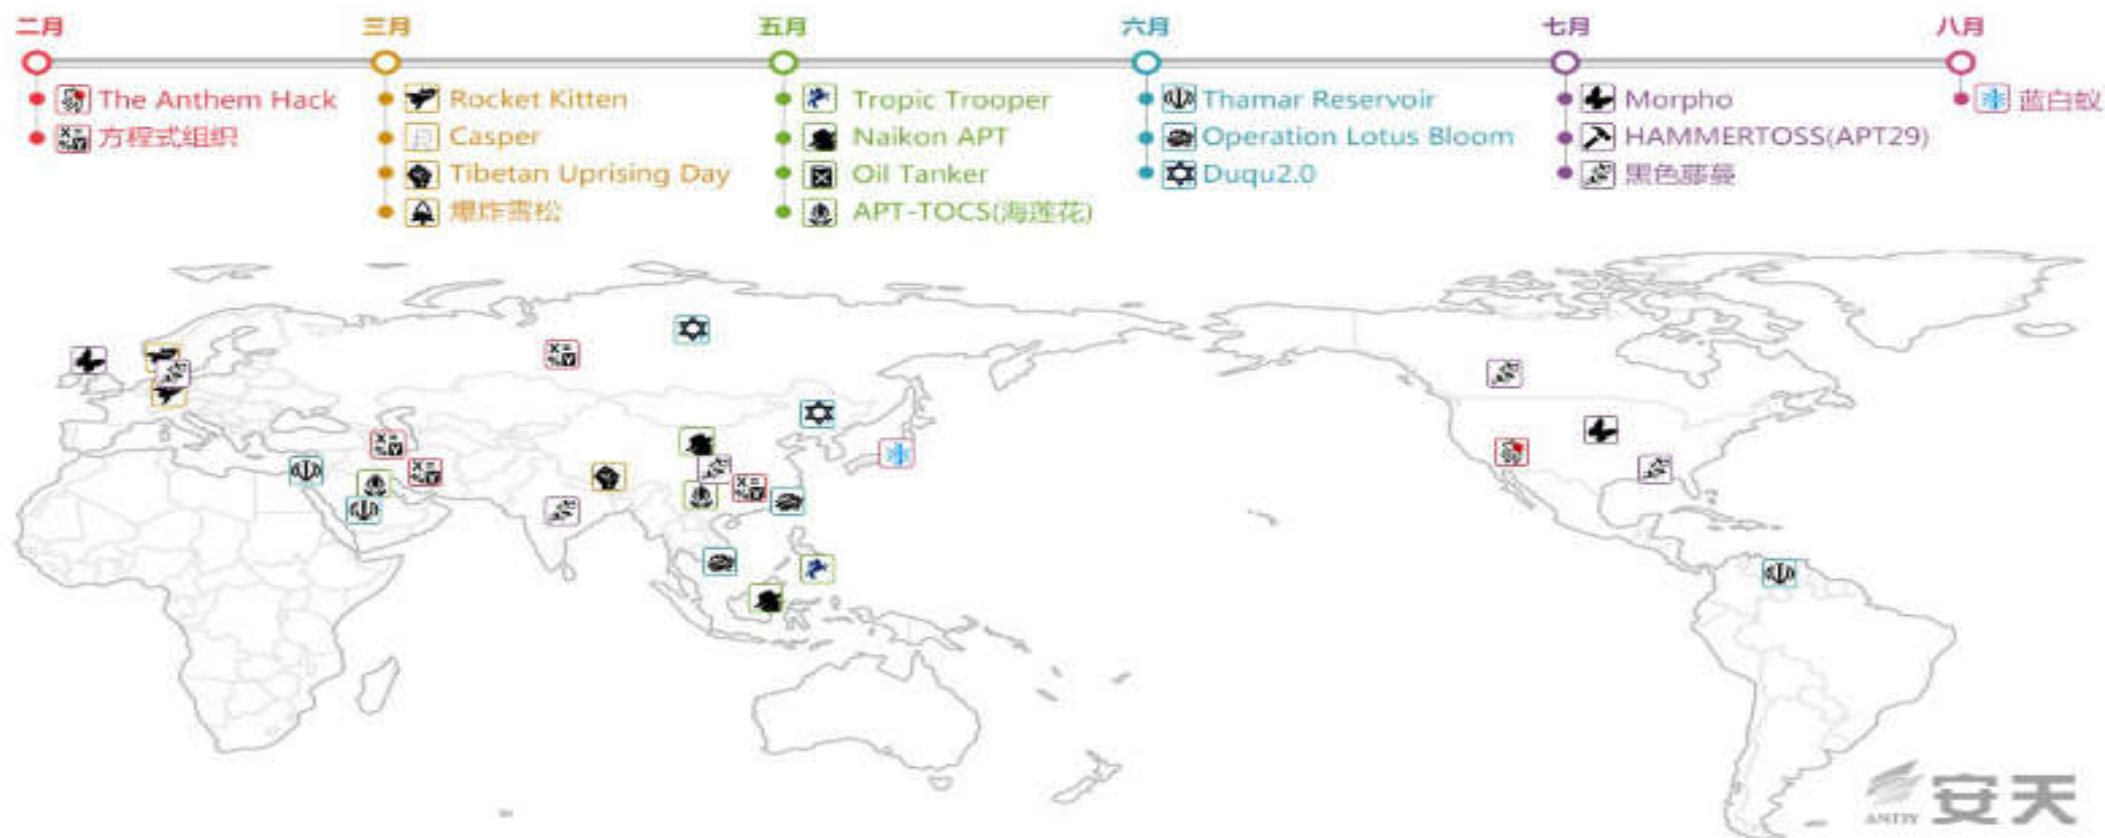 二月
The Anthem Hack
方程式组织
三月
Rocket Kitten
Casper
Tibetan Uprising Day
爆炸雪松
五月
Tropic Trooper
Naikon APT
Oil Tanker
APT-TOCS(海莲花)
六月
Thamar Reservoir
Operation Lotus Bloom
Duqu2.0
七月
Morpho
HAMMERTOSS(APT29)
黑色藤蔓
八月
蓝白蚁
安天
ANTIY